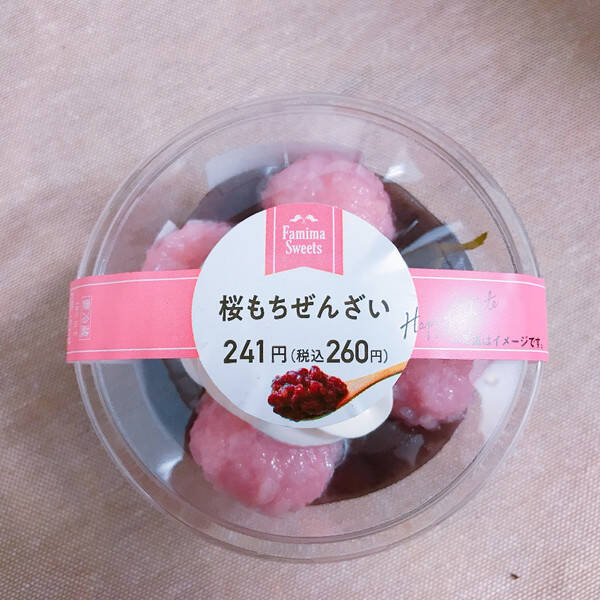 Famima
Sweets
桜もちぜんざい
241円(税込260円)
はイメージです。